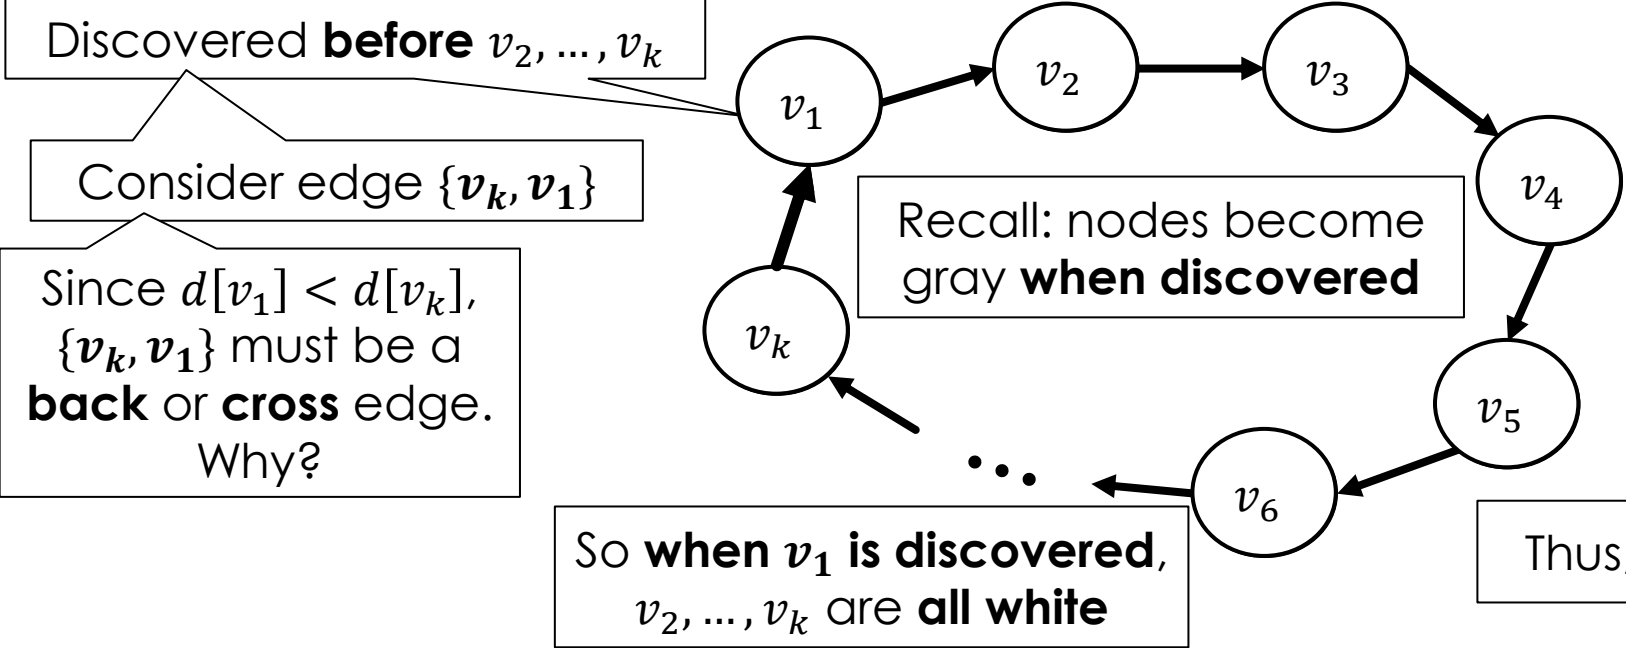 Discovered before v₂, … , vₖ
Consider edge {vₖ, v₁}
Since d[v₁] < d[vₖ],
{vₖ, v₁} must be a
back or cross edge.
Why?
v₁
v₂
v₃
v₄
v₅
v₆
vₖ
Recall: nodes become
gray when discovered
So when v₁ is discovered,
v₂, … , vₖ are all white
Thus,